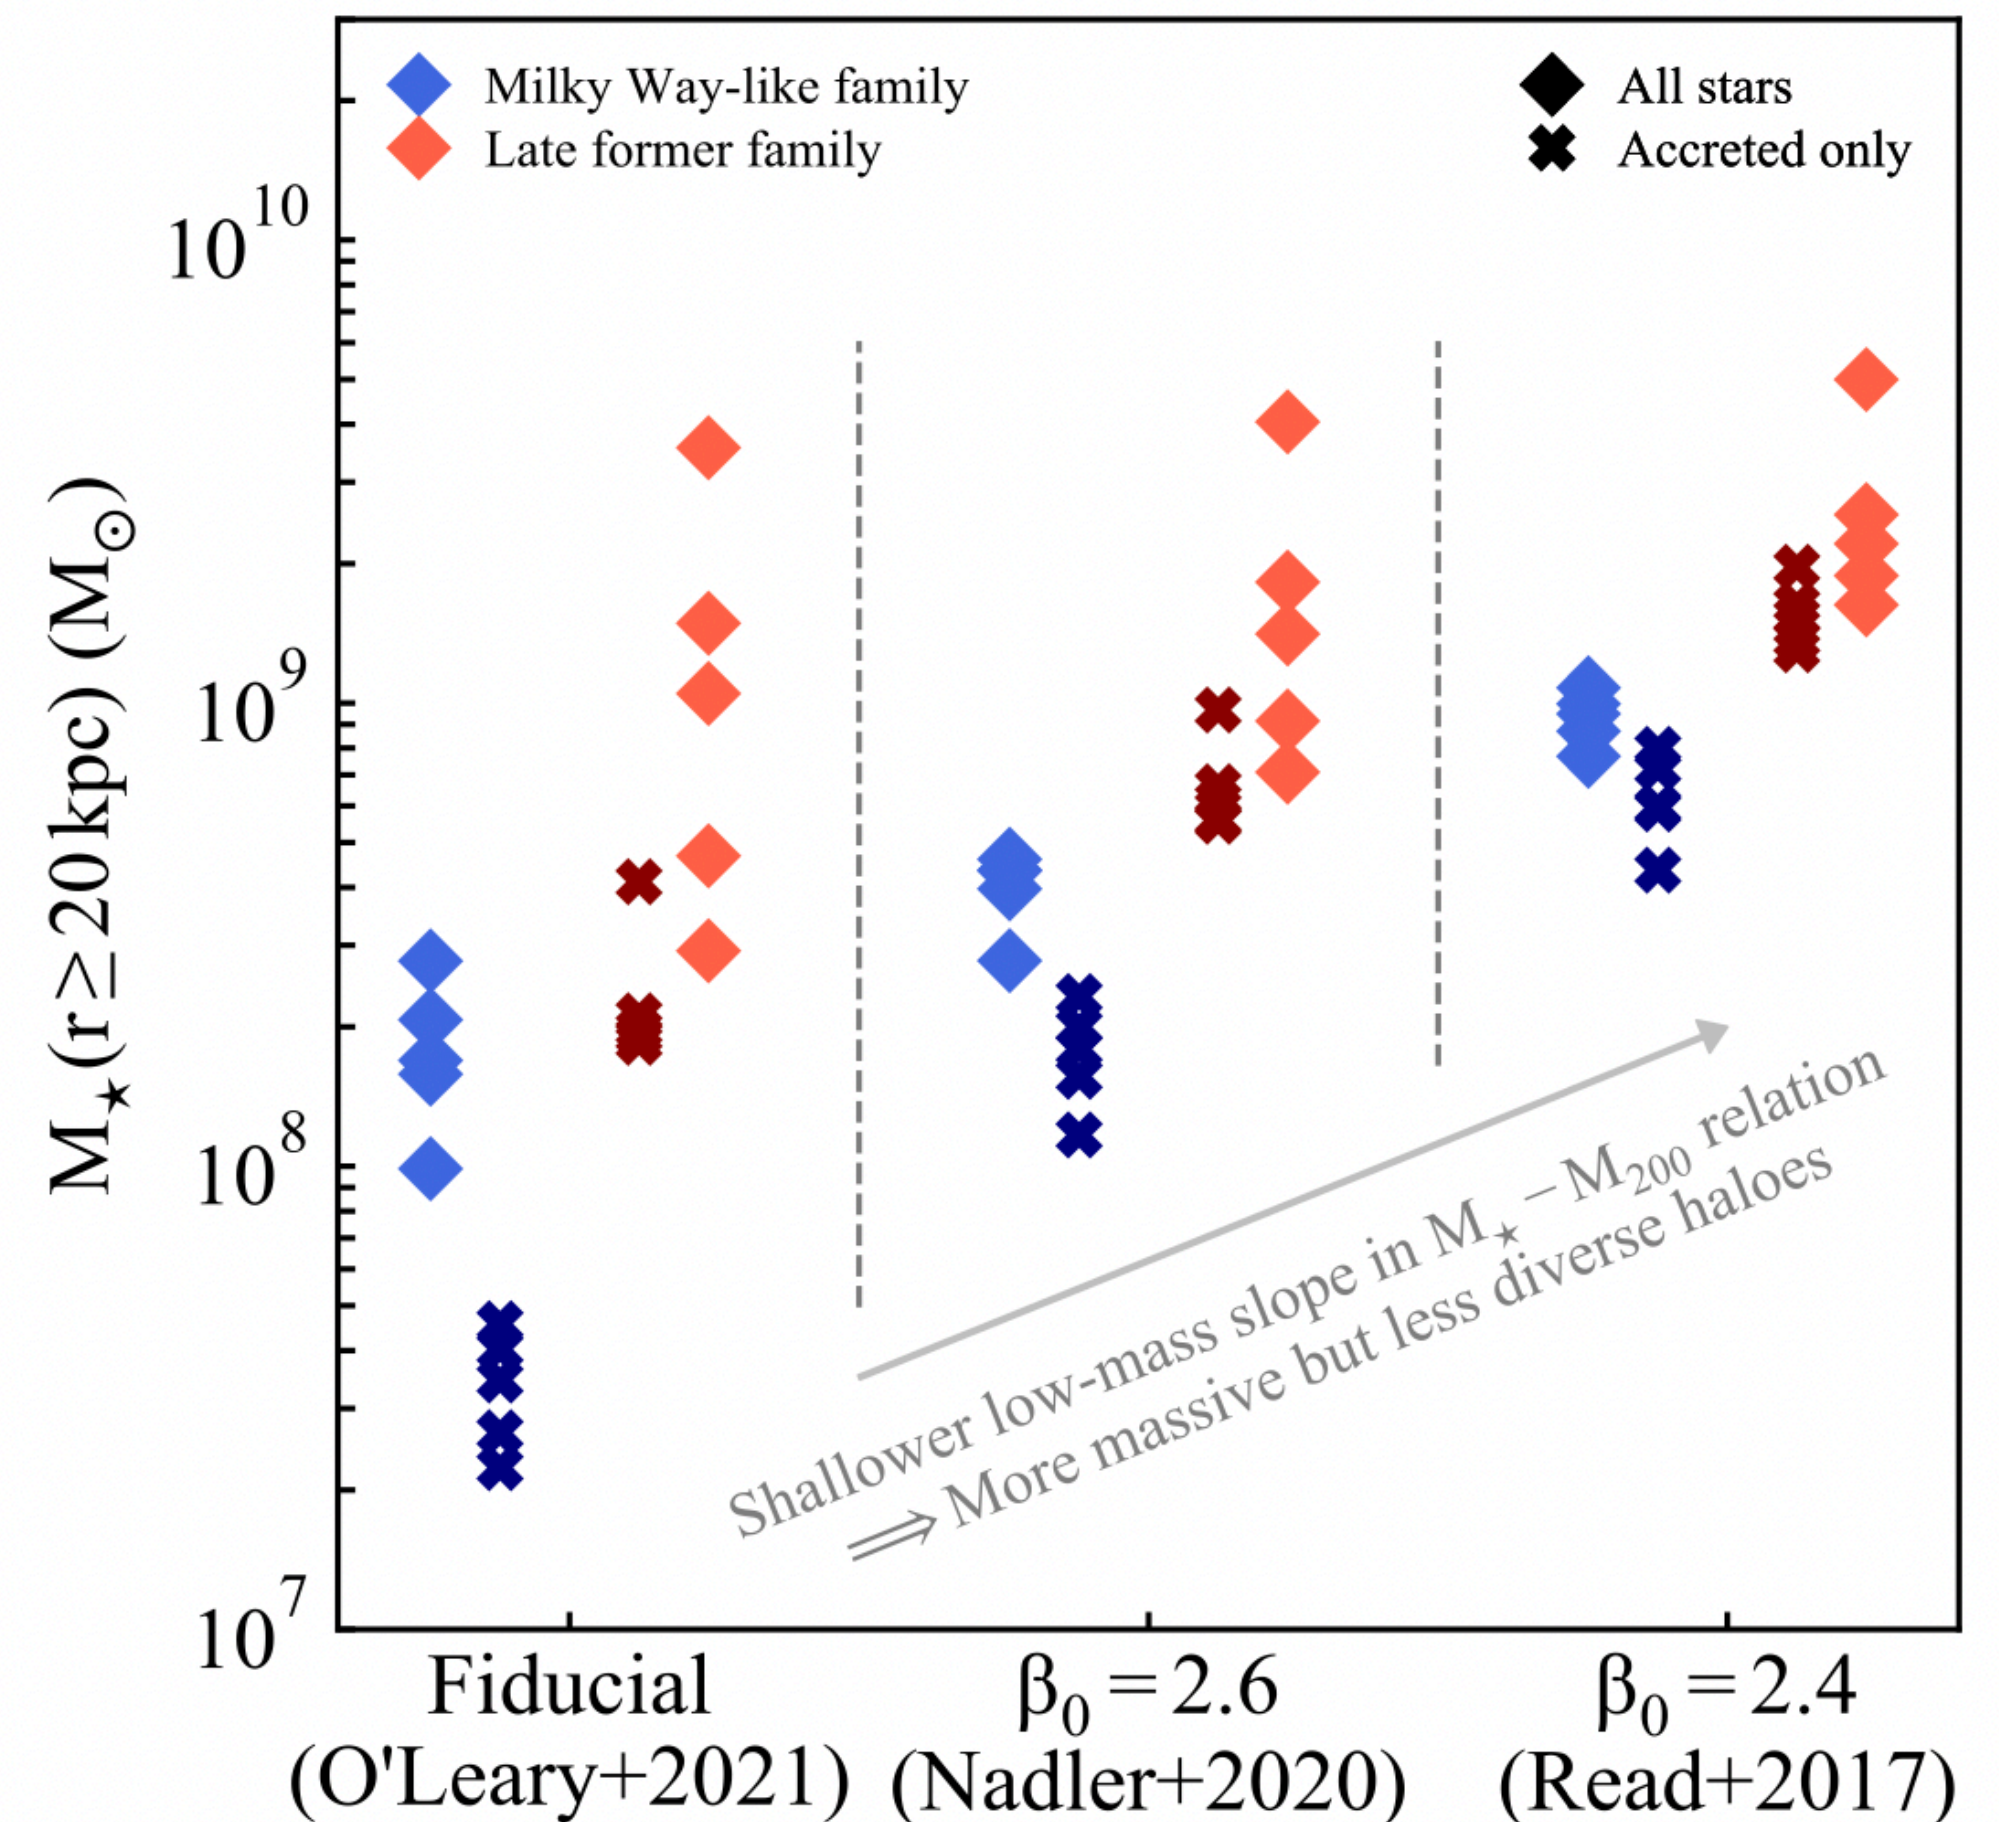 Milky Way-like family
Late former family
All stars
Accreted only
10^10
10^9
10^8
10^7
M★(r≥20 kpc) (M⊙)
Shallower low-mass slope in M★−M200 relation
⟹ More massive but less diverse haloes
Fiducial
(O'Leary+2021)
β0 = 2.6
(Nadler+2020)
β0 = 2.4
(Read+2017)